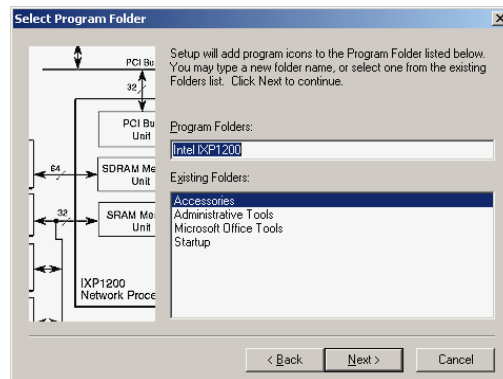 Select Program Folder
PCI Bu
32
PCI Bu
Unit
64
SDRAM Me
Unit
32
SRAM Mo
Unit
IXP1200
Network Proce
Setup will add program icons to the Program Folder listed below.
You may type a new folder name, or select one from the existing
Folders list. Click Next to continue.
Program Folders:
Intel IXP1200
Existing Folders:
Accessories
Administrative Tools
Microsoft Office Tools
Startup
< Back
Next >
Cancel